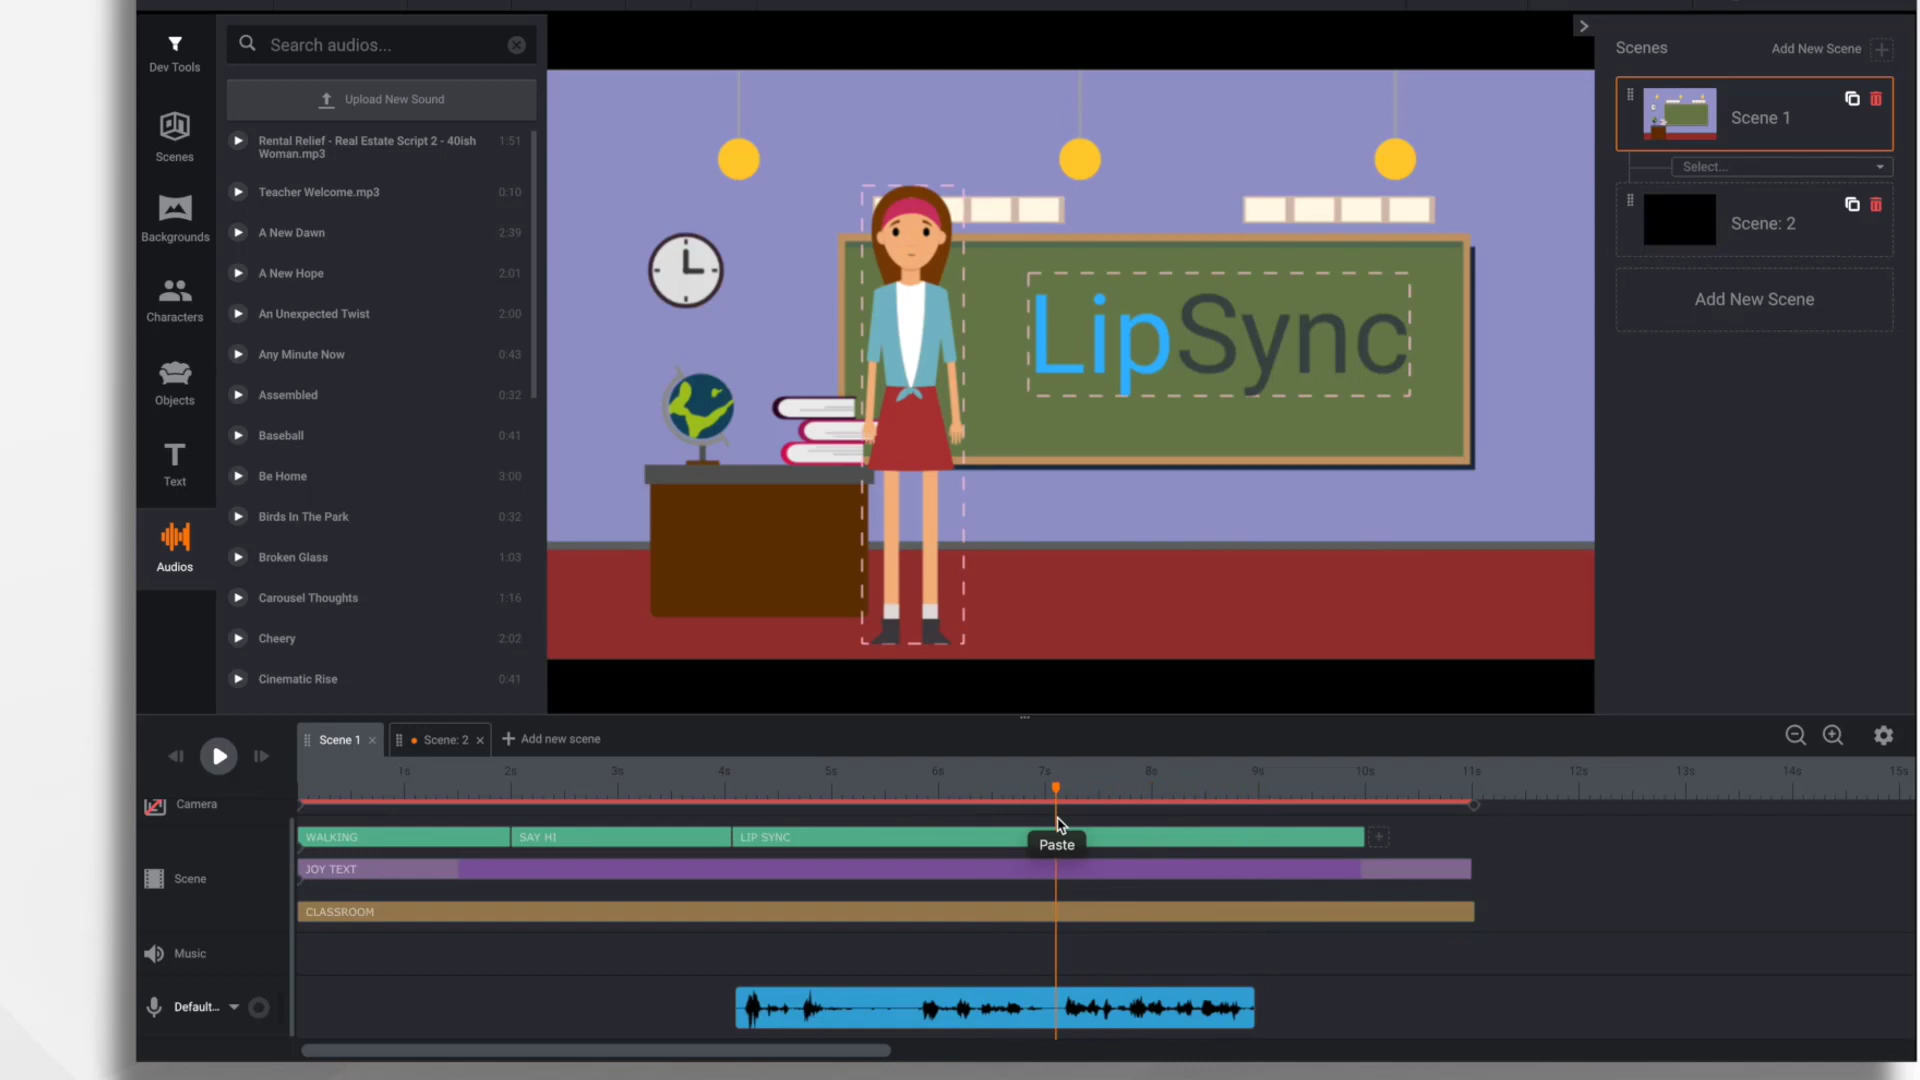 Dev Tools
Scenes
Backgrounds
Characters
Objects
Text
Audios
Search audios...
Upload New Sound
Rental Relief - Real Estate Script 2 - 40ish
Woman.mp3
1:51
Teacher Welcome.mp3 0:10
A New Dawn 2:39
A New Hope 2:01
An Unexpected Twist 2:00
Any Minute Now 0:43
Assembled 0:32
Baseball 0:41
Be Home 3:00
Birds In The Park 0:32
Broken Glass 1:03
Carousel Thoughts 1:16
Cheery 2:02
Cinematic Rise 0:41
LipSync
Scenes Add New Scene
Scene 1
Select...
Scene: 2
Add New Scene
Scene 1 Scene: 2 Add new scene
1s 2s 3s 4s 5s 6s 7s 8s 9s 10s 11s 12s 13s 14s 15s
Camera
WALKING SAY HI LIP SYNC
Paste
JOY TEXT
Scene
CLASSROOM
Music
Default...